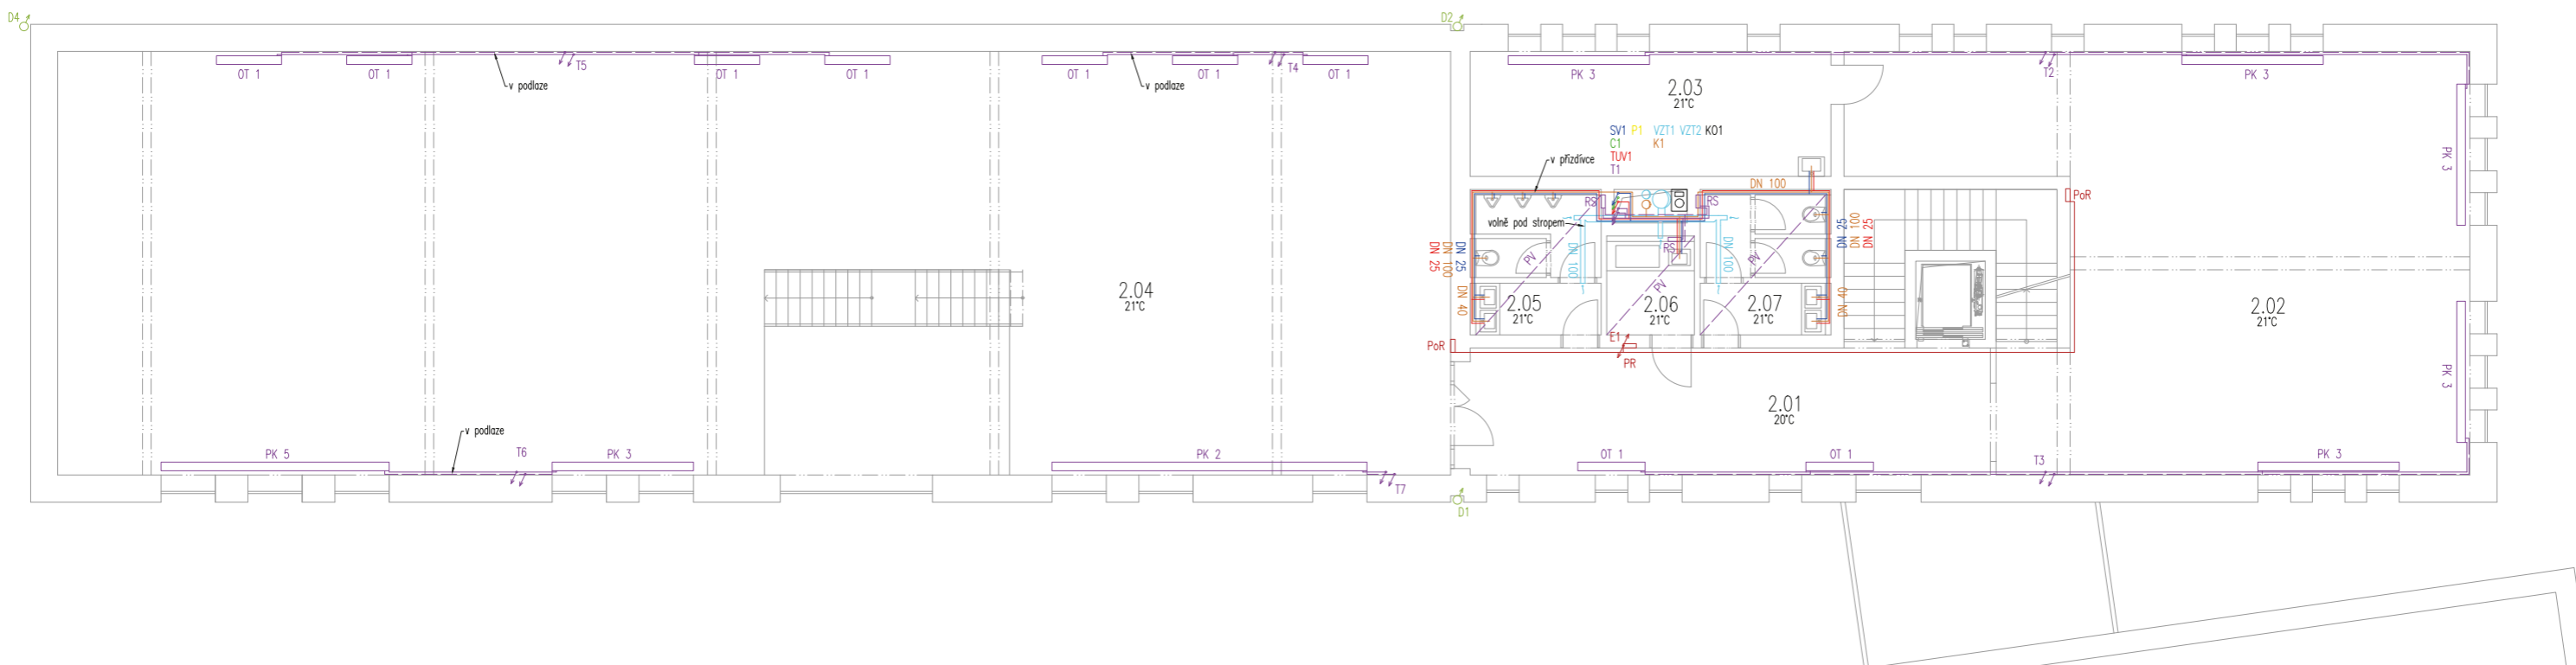 D4
D2
OT 1
OT 1
v podlaze
T5
OT 1
OT 1
OT 1
v podlaze
OT 1
T4
OT 1
PK 3
2.03
21°C
T2
PK 3
PK 3
SV1 P1 VZT1 VZT2 KO1
C1 K1
TUV1
T1
v přizdívce
DN 100
RS
RS
PoR
volně pod stropem
DN 25
DN 100
DN 25
DN 40
PV
DN 100
RS
PV
DN 100
PV
DN 25
DN 100
DN 25
DN 40
2.04
21°C
2.05
21°C
2.06
21°C
2.07
21°C
2.02
21°C
PoR
E1
PR
PK 3
2.01
20°C
v podlaze
PK 5
T6
PK 3
PK 2
T7
OT 1
OT 1
T3
PK 3
D1